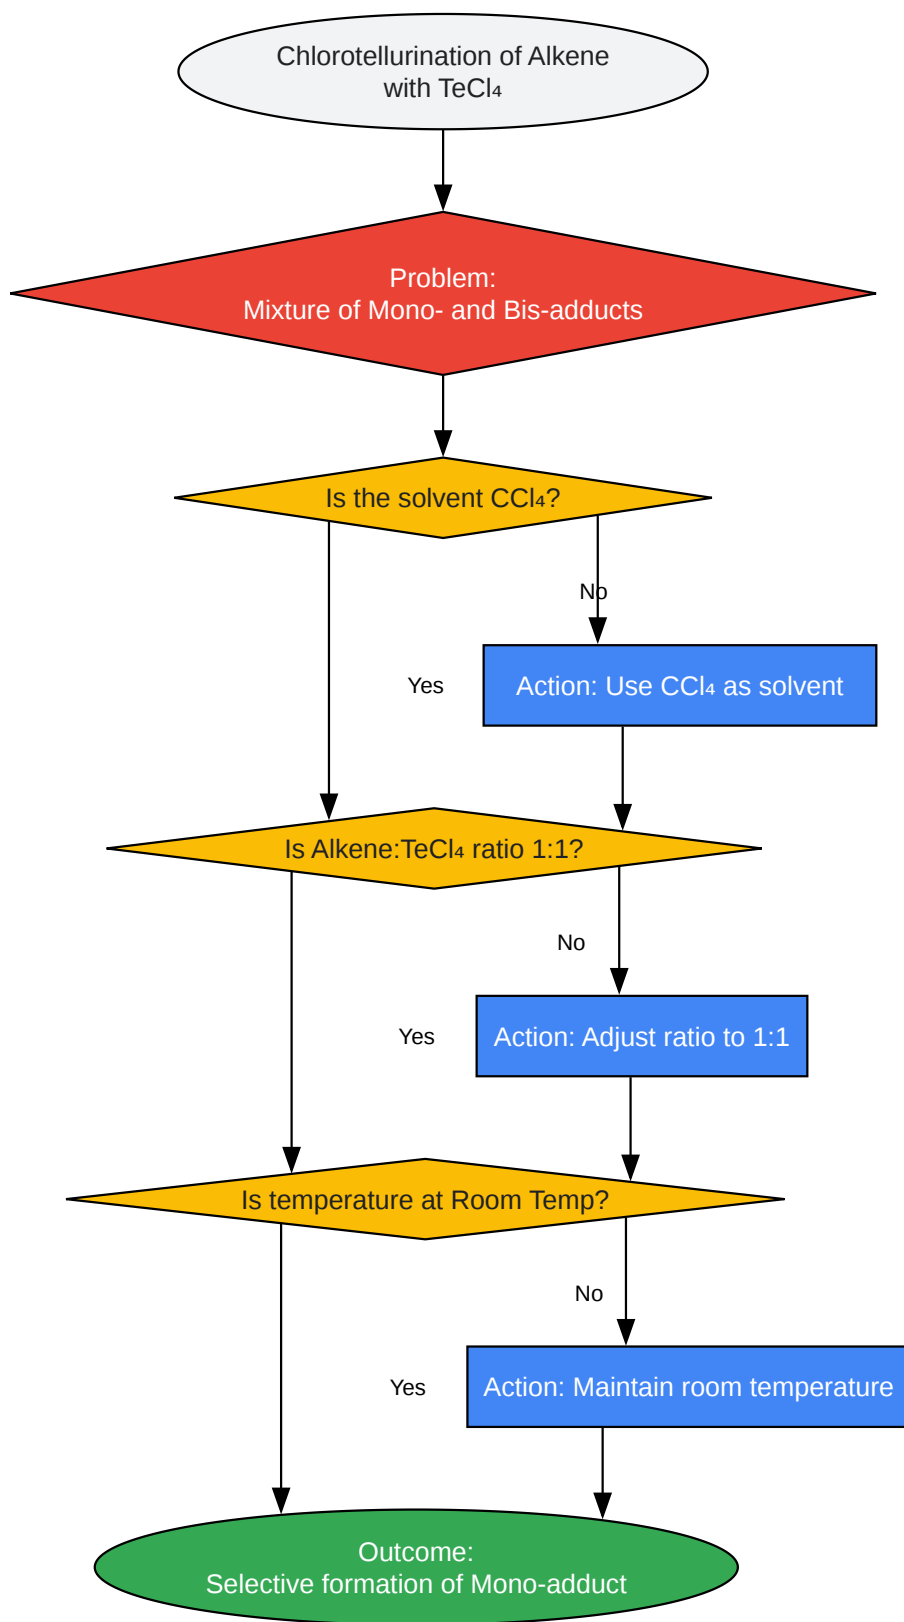 Chlorotellurination of Alkene
with TeCl₄
Problem:
Mixture of Mono- and Bis-adducts
Is the solvent CCl₄?
No
Yes
Action: Use CCl₄ as solvent
Is Alkene:TeCl₄ ratio 1:1?
No
Yes
Action: Adjust ratio to 1:1
Is temperature at Room Temp?
No
Yes
Action: Maintain room temperature
Outcome:
Selective formation of Mono-adduct